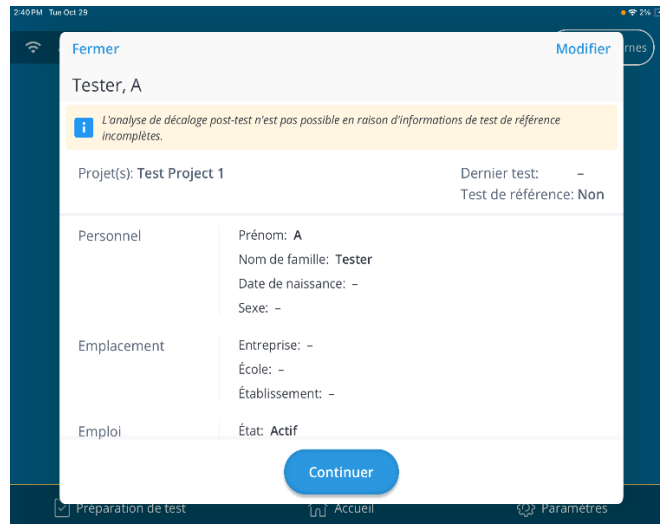 2:40 PM Tue Oct 29
2%
Fermer
Modifier
rnes
Tester, A
L'analyse de décalage post-test n'est pas possible en raison d'informations de test de référence
incomplètes.
Projet(s): Test Project 1
Dernier test: –
Test de référence: Non
Personnel
Prénom: A
Nom de famille: Tester
Date de naissance: –
Sexe: –
Emplacement
Entreprise: –
École: –
Établissement: –
Emploi
État: Actif
Continuer
Préparation de test
Accueil
Paramètres